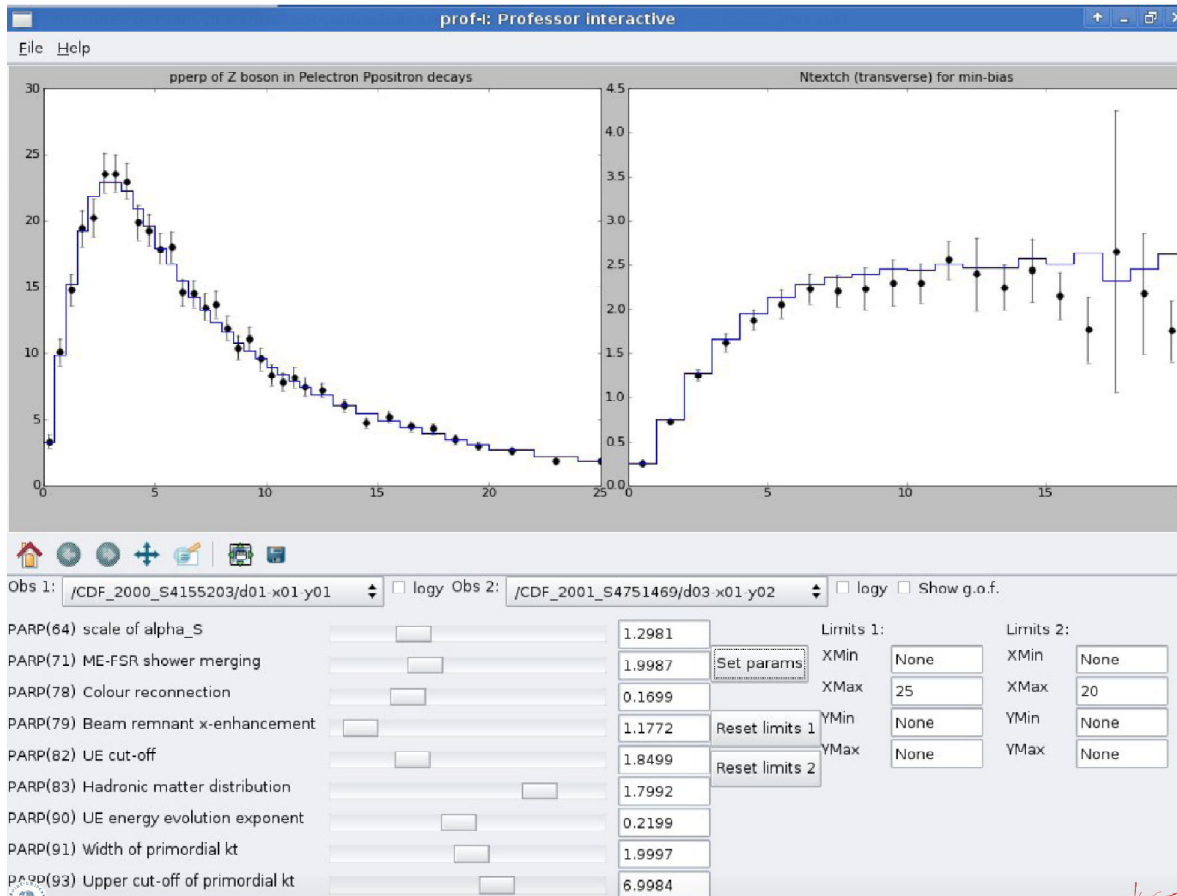 prof-I: Professor interactive
File Help
pperp of Z boson in Pelectron Ppositron decays
Ntextch (transverse) for min-bias
30
25
20
15
10
5
0
0 5 10 15 20 25
4.5
4.0
3.5
3.0
2.5
2.0
1.5
1.0
0.5
0.0
0 5 10 15
Obs 1: /CDF_2000_S4155203/d01-x01-y01 logy Obs 2: /CDF_2001_S4751469/d03-x01-y02 logy Show g.o.f.
PARP(64) scale of alpha_S 1.2981
PARP(71) ME-FSR shower merging 1.9987
PARP(78) Colour reconnection 0.1699
PARP(79) Beam remnant x-enhancement 1.1772
PARP(82) UE cut-off 1.8499
PARP(83) Hadronic matter distribution 1.7992
PARP(90) UE energy evolution exponent 0.2199
PARP(91) Width of primordial kt 1.9997
PARP(93) Upper cut-off of primordial kt 6.9984
Set params
Reset limits 1
Reset limits 2
Limits 1:
XMin None
XMax 25
YMin None
YMax None
Limits 2:
XMin None
XMax 20
YMin None
YMax None